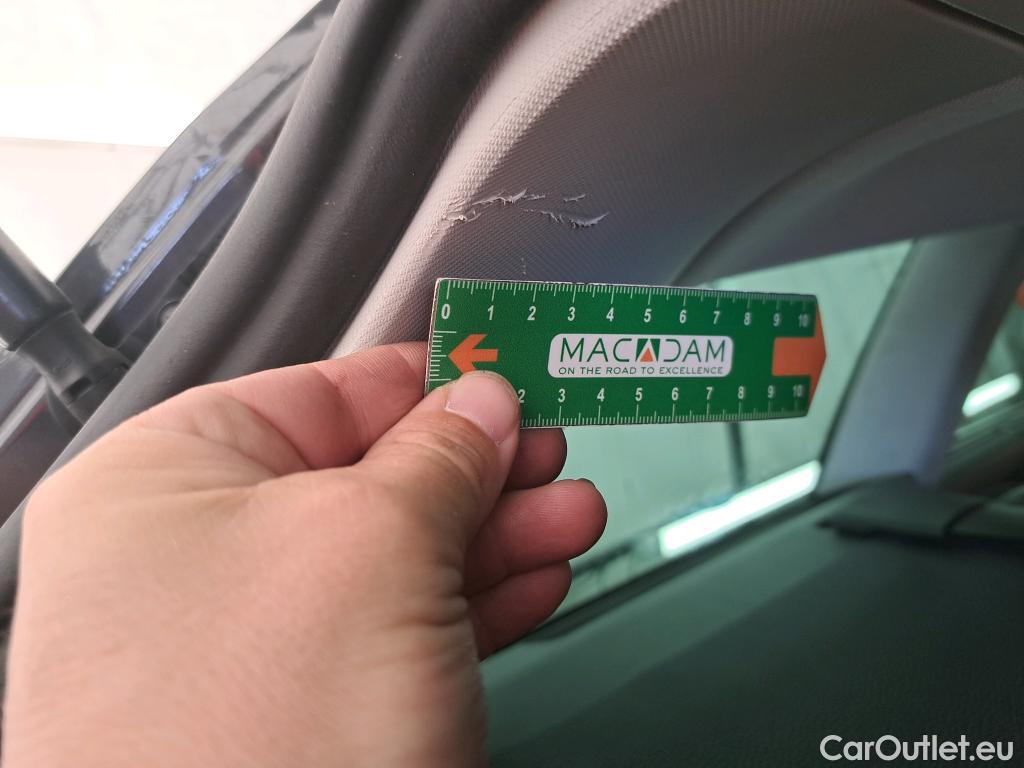 0 1 2 3 4 5 6 7 8 9 10
MACADAM
ON THE ROAD TO EXCELLENCE
2 3 4 5 6 7 8 9 10
CarOutlet.eu